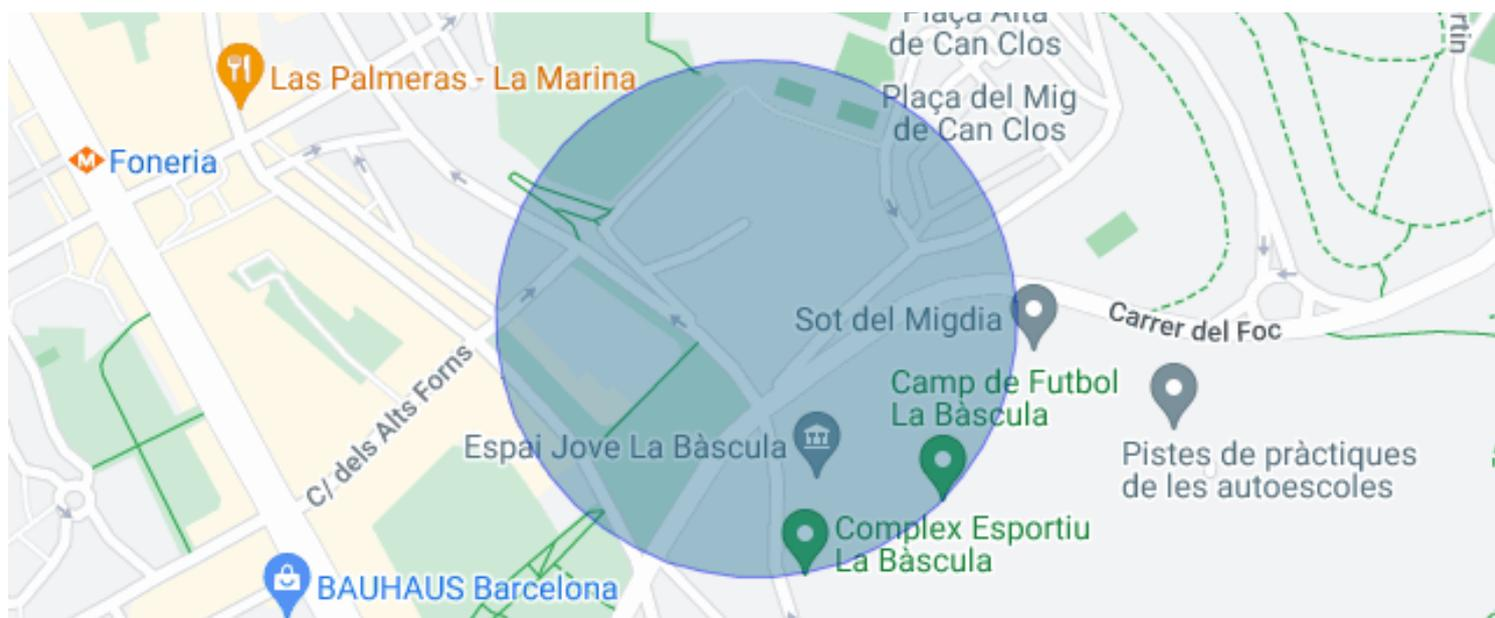 Plaça Alta
de Can Clos
Las Palmeras - La Marina
Plaça del Mig
de Can Clos
M Foneria
Sot del Migdia
Carrer del Foc
Camp de Futbol
La Bàscula
C/ dels Alts Forns
Espai Jove La Bàscula
Pistes de pràctiques
de les autoescoles
Complex Esportiu
La Bàscula
BAUHAUS Barcelona